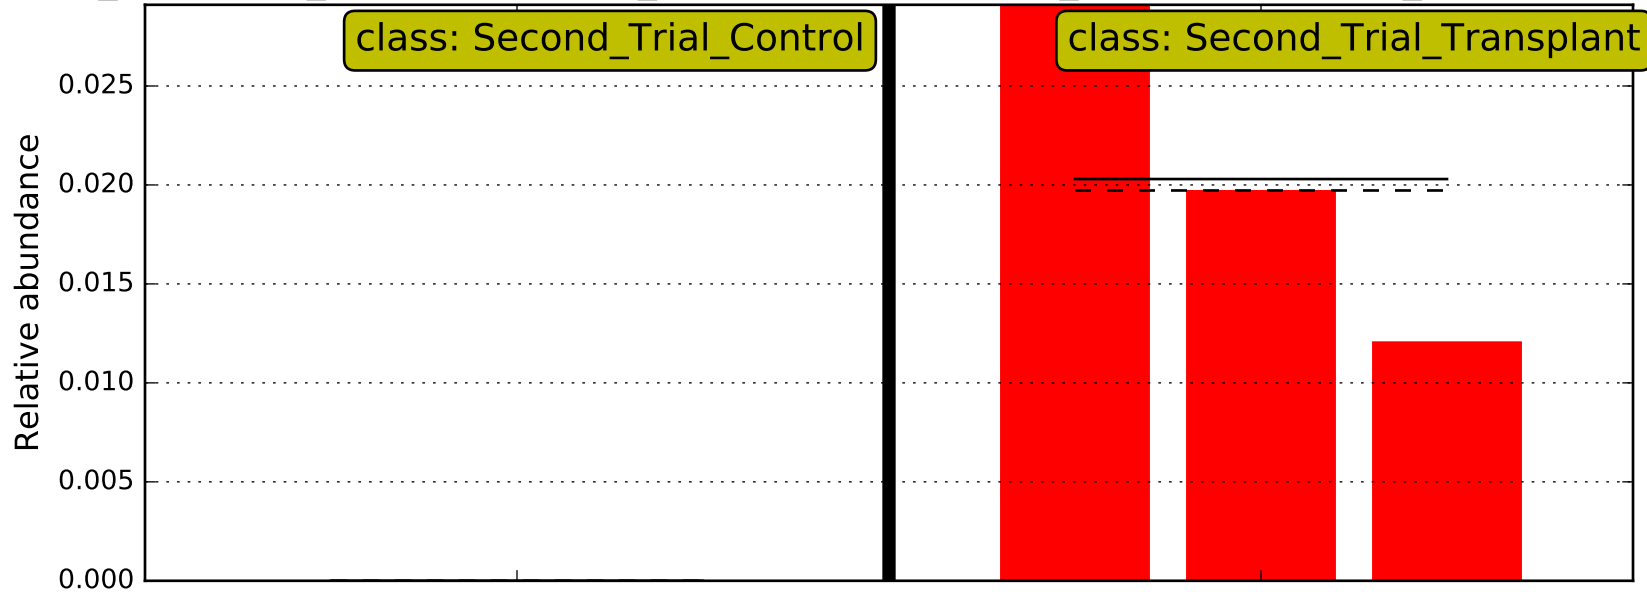 class: Second_Trial_Control
class: Second_Trial_Transplant
0.025
0.020
0.015
0.010
0.005
0.000
Relative abundance